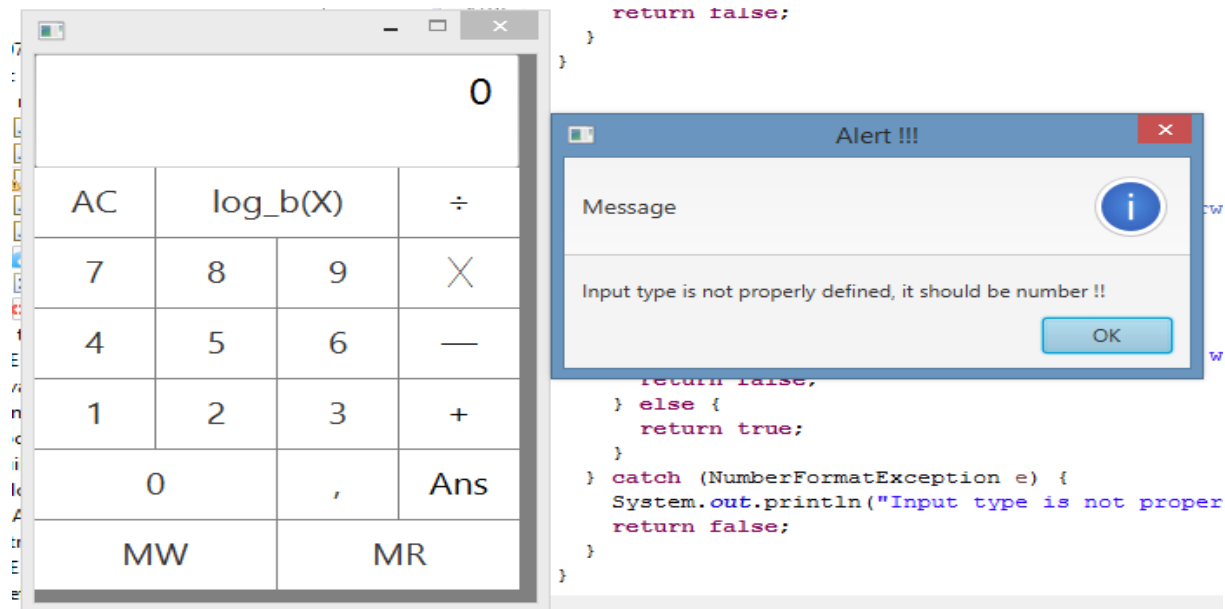 0
AC log_b(X) ÷
7 8 9 X
4 5 6 —
1 2 3 +
0 , Ans
MW MR
return false;
}
}
Alert !!!
Message
Input type is not properly defined, it should be number !!
OK
return false;
} else {
return true;
}
} catch (NumberFormatException e) {
System.out.println("Input type is not proper
return false;
}
}